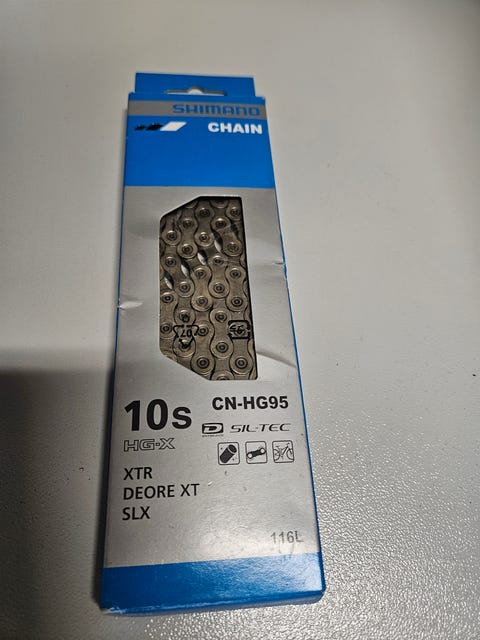 SHIMANO
CHAIN
10s CN-HG95
HG-X SIL-TEC
XTR
DEORE XT
SLX
116L